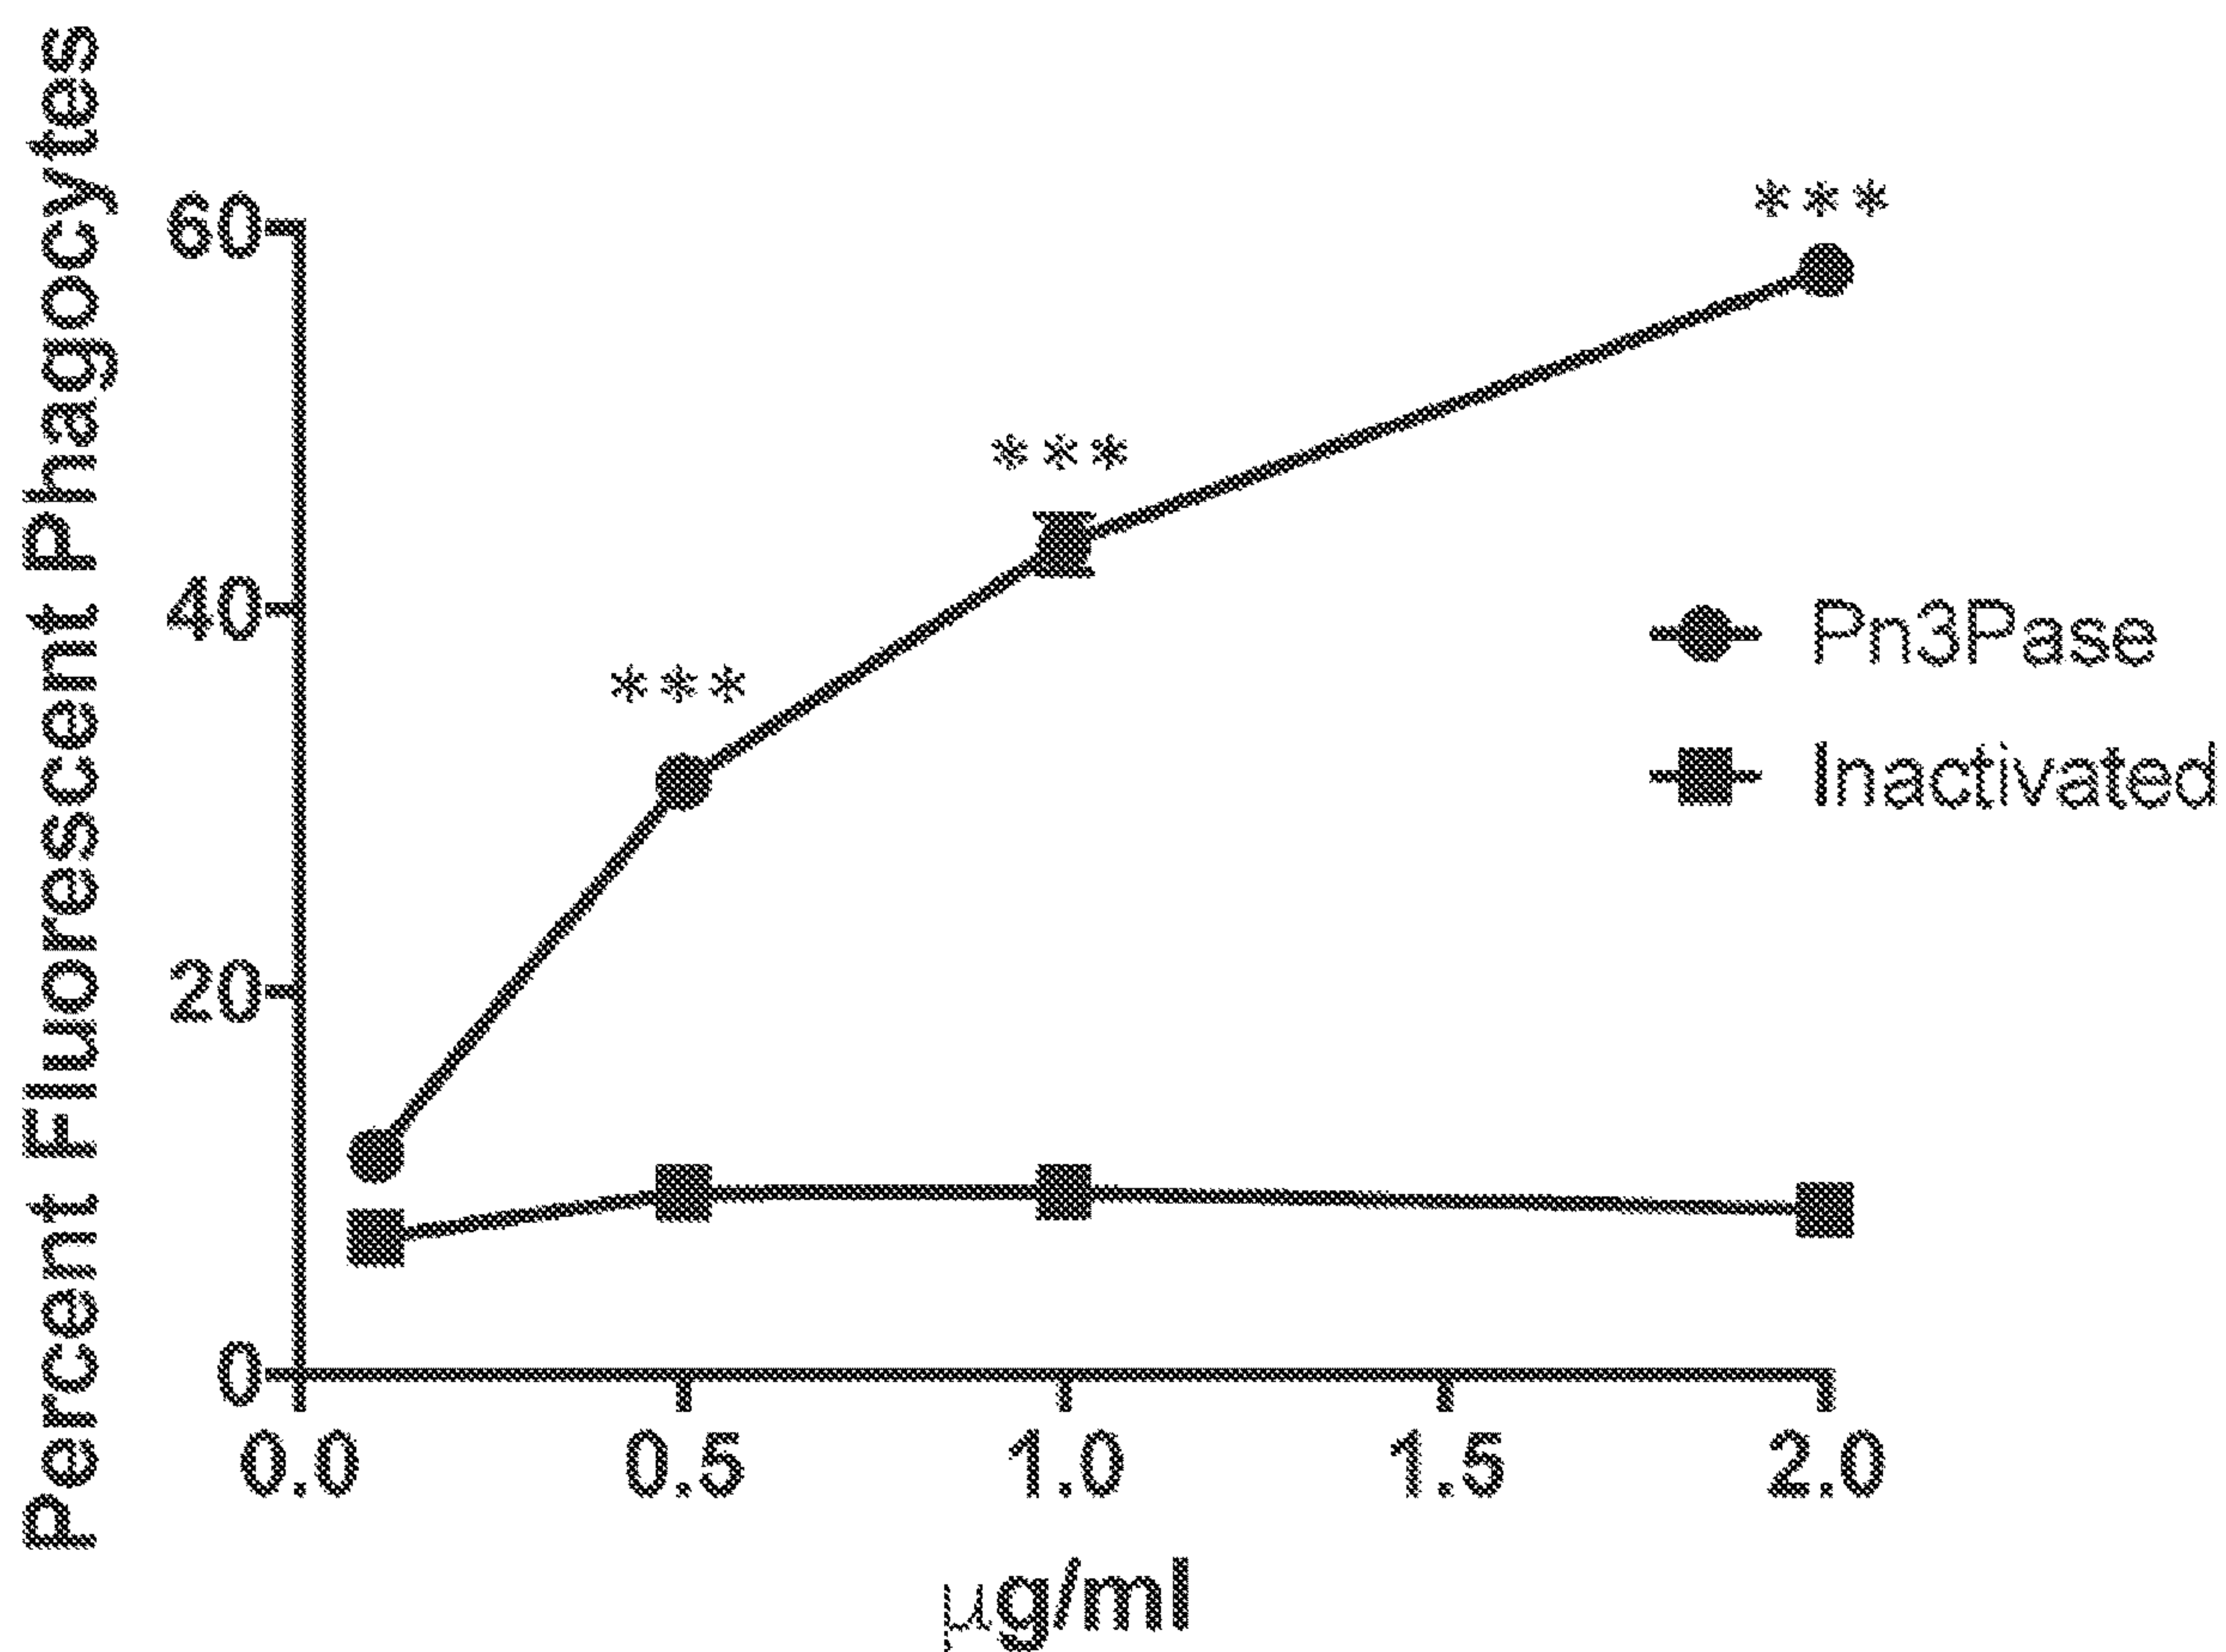 Percent Fluorescent Phagocytes
60
40
20
0
***
***
***
Pn3Pase
Inactivated
0.0 0.5 1.0 1.5 2.0
µg/ml